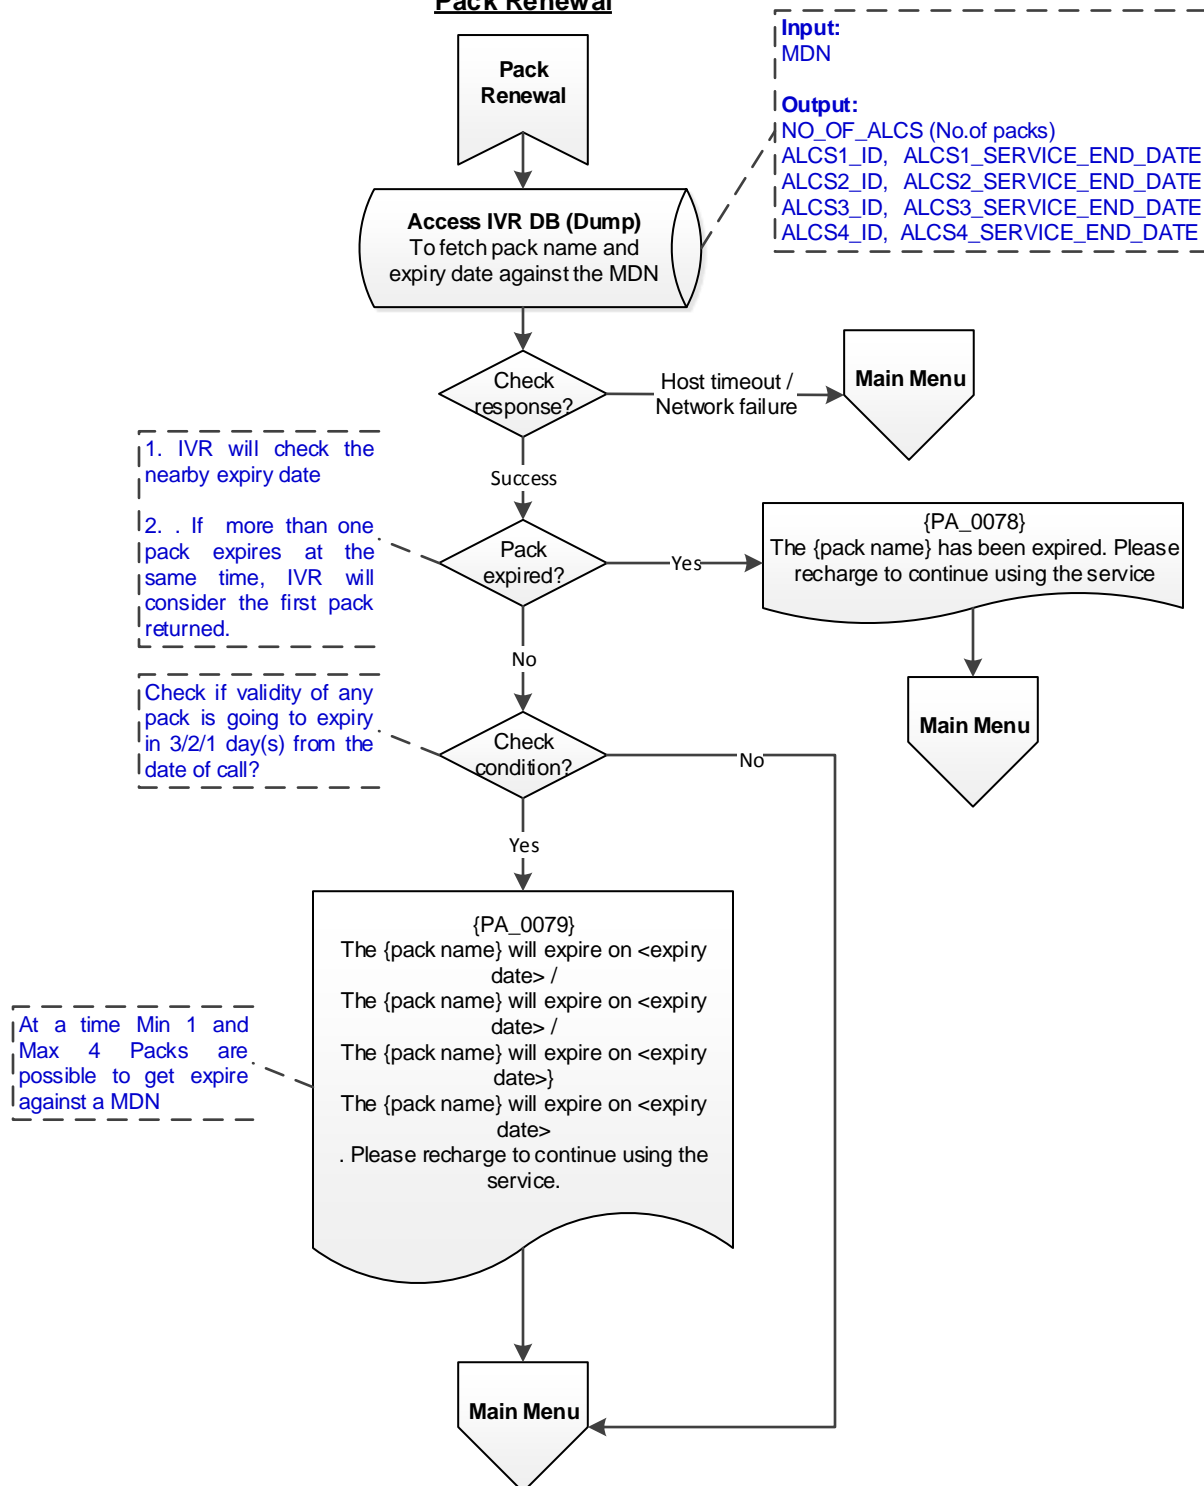 Pack Renewal
Pack
Renewal
Input:
MDN
Output:
NO_OF_ALCS (No.of packs)
ALCS1_ID, ALCS1_SERVICE_END_DATE
ALCS2_ID, ALCS2_SERVICE_END_DATE
ALCS3_ID, ALCS3_SERVICE_END_DATE
ALCS4_ID, ALCS4_SERVICE_END_DATE
Access IVR DB (Dump)
To fetch pack name and
expiry date against the MDN
Check
response?
Host timeout /
Network failure
Main Menu
Success
1. IVR will check the
nearby expiry date
2. . If more than one
pack expires at the
same time, IVR will
consider the first pack
returned.
Pack
expired?
Yes
{PA_0078}
The {pack name} has been expired. Please
recharge to continue using the service
Main Menu
No
Check if validity of any
pack is going to expiry
in 3/2/1 day(s) from the
date of call?
Check
condition?
No
Yes
{PA_0079}
The {pack name} will expire on <expiry
date> /
The {pack name} will expire on <expiry
date> /
The {pack name} will expire on <expiry
date>}
The {pack name} will expire on <expiry
date>
. Please recharge to continue using the
service.
At a time Min 1 and
Max 4 Packs are
possible to get expire
against a MDN
Main Menu